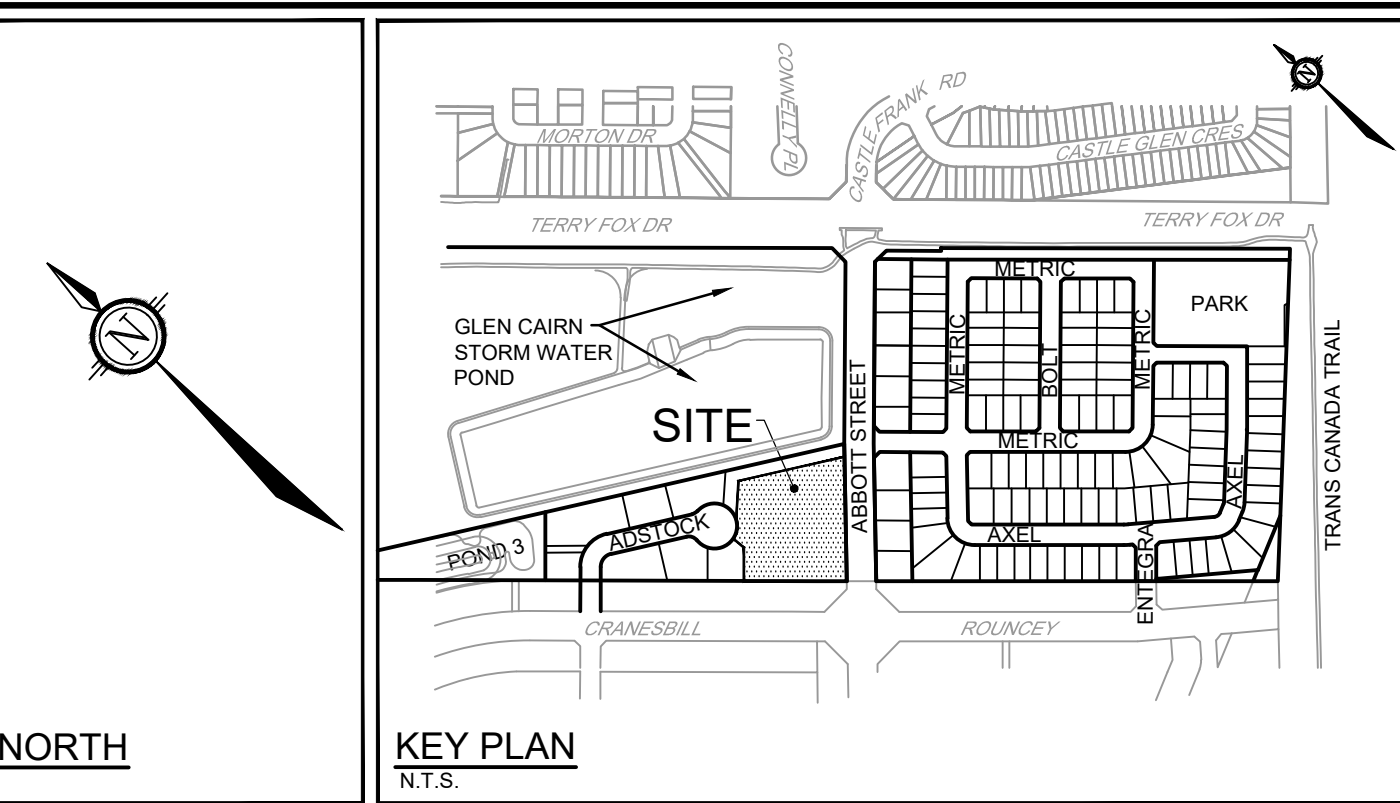 N
NORTH
CONNELLY PL
CASTLE FRANK RD
N
MORTON DR
CASTLE GLEN CRES
TERRY FOX DR
TERRY FOX DR
METRIC
PARK
GLEN CAIRN
STORM WATER
POND
METRIC
BOLT
METRIC
TRANS CANADA TRAIL
SITE
ABBOTT STREET
METRIC
AXEL
ADSTOCK
AXEL
POND 3
ENTEGRA
CRANESBILL
ROUNCEY
KEY PLAN
N.T.S.